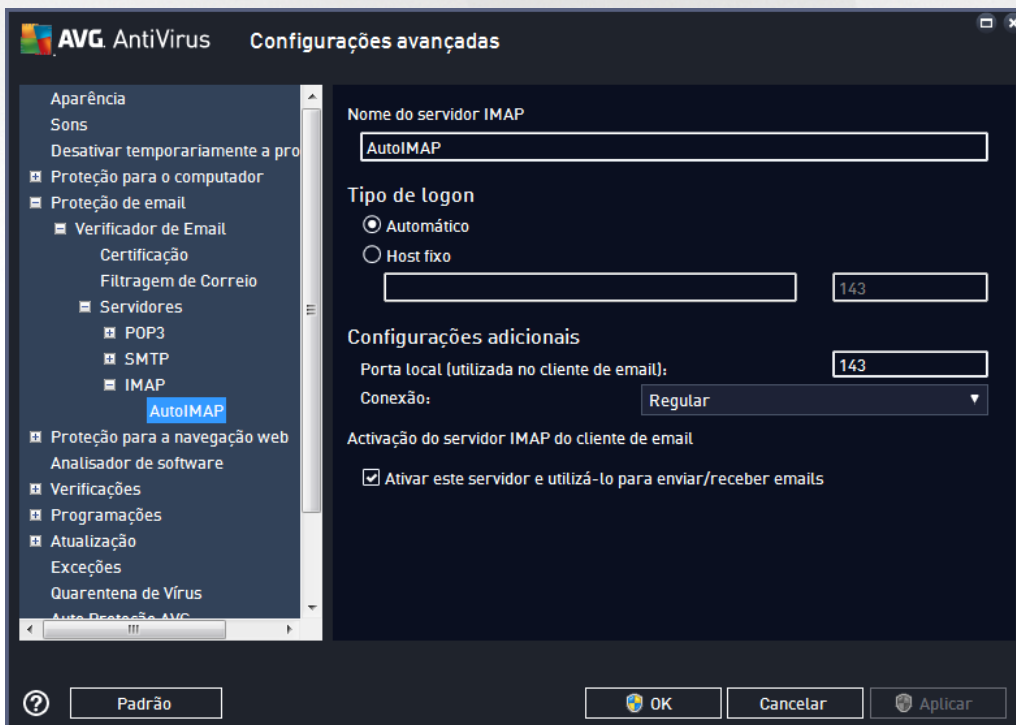 AVG. AntiVirus Configurações avançadas
Aparência
Sons
Desativar temporariamente a pro
Proteção para o computador
Proteção de email
Verificador de Email
Certificação
Filtragem de Correio
Servidores
POP3
SMTP
IMAP
AutoIMAP
Proteção para a navegação web
Analisador de software
Verificações
Programações
Atualização
Exceções
Quarentena de Vírus
Auto Proteção AVG
Nome do servidor IMAP
AutoIMAP
Tipo de logon
Automático
Host fixo
143
Configurações adicionais
Porta local (utilizada no cliente de email): 143
Conexão: Regular
Activação do servidor IMAP do cliente de email
Ativar este servidor e utilizá-lo para enviar/receber emails
? Padrão OK Cancelar Aplicar